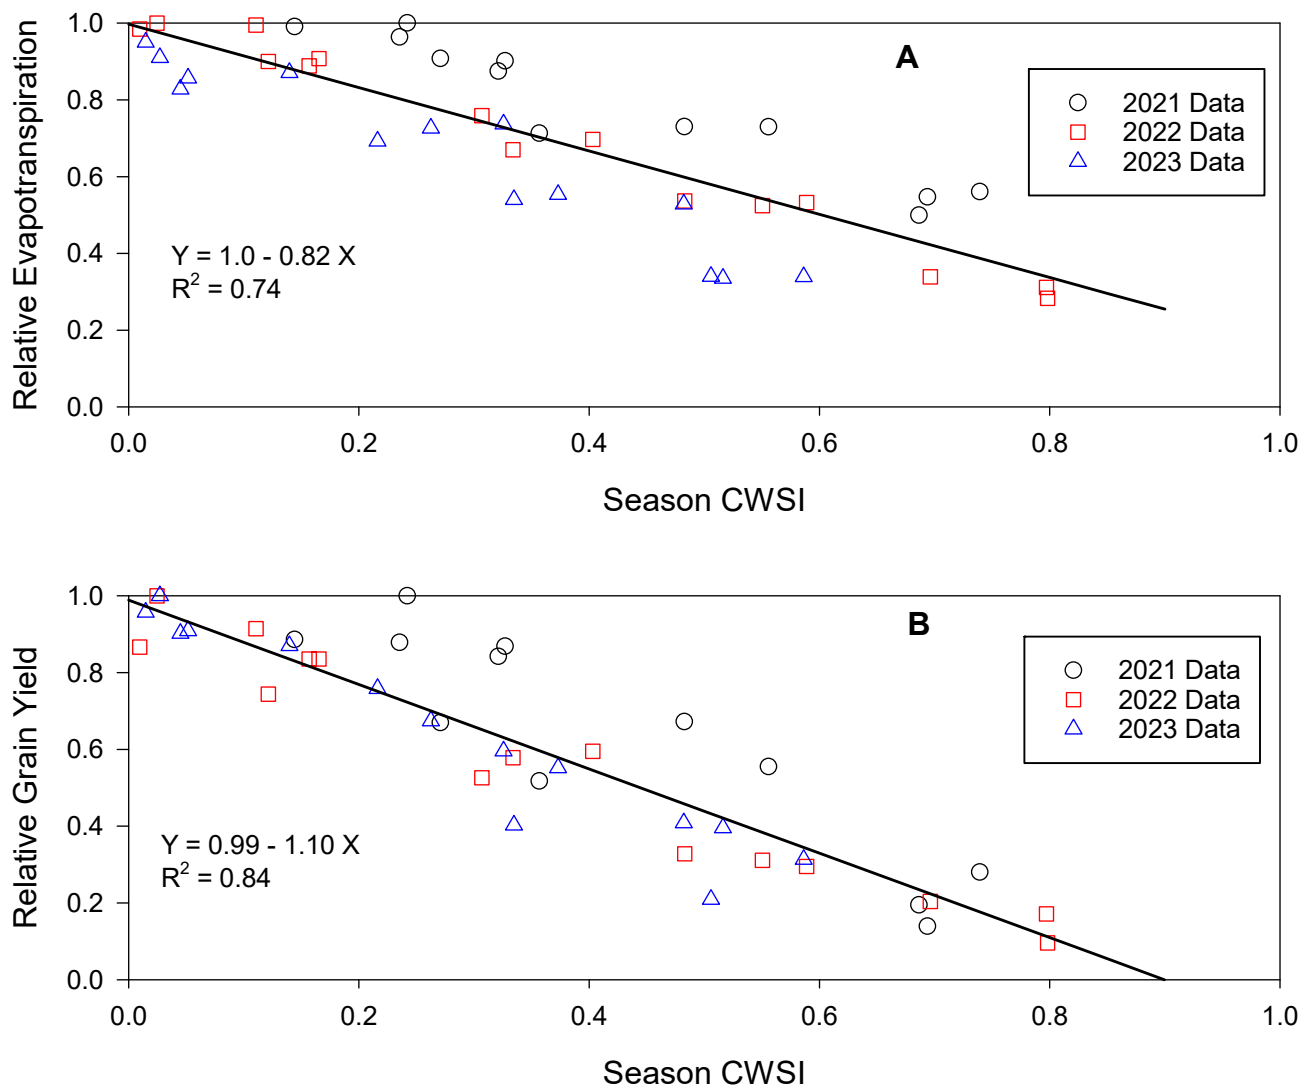 1.0
0.8
0.6
0.4
0.2
0.0
Relative Evapotranspiration
A
2021 Data
2022 Data
2023 Data
Y = 1.0 - 0.82 X
R² = 0.74
0.0 0.2 0.4 0.6 0.8 1.0
Season CWSI
1.0
0.8
0.6
0.4
0.2
0.0
Relative Grain Yield
B
2021 Data
2022 Data
2023 Data
Y = 0.99 - 1.10 X
R² = 0.84
0.0 0.2 0.4 0.6 0.8 1.0
Season CWSI